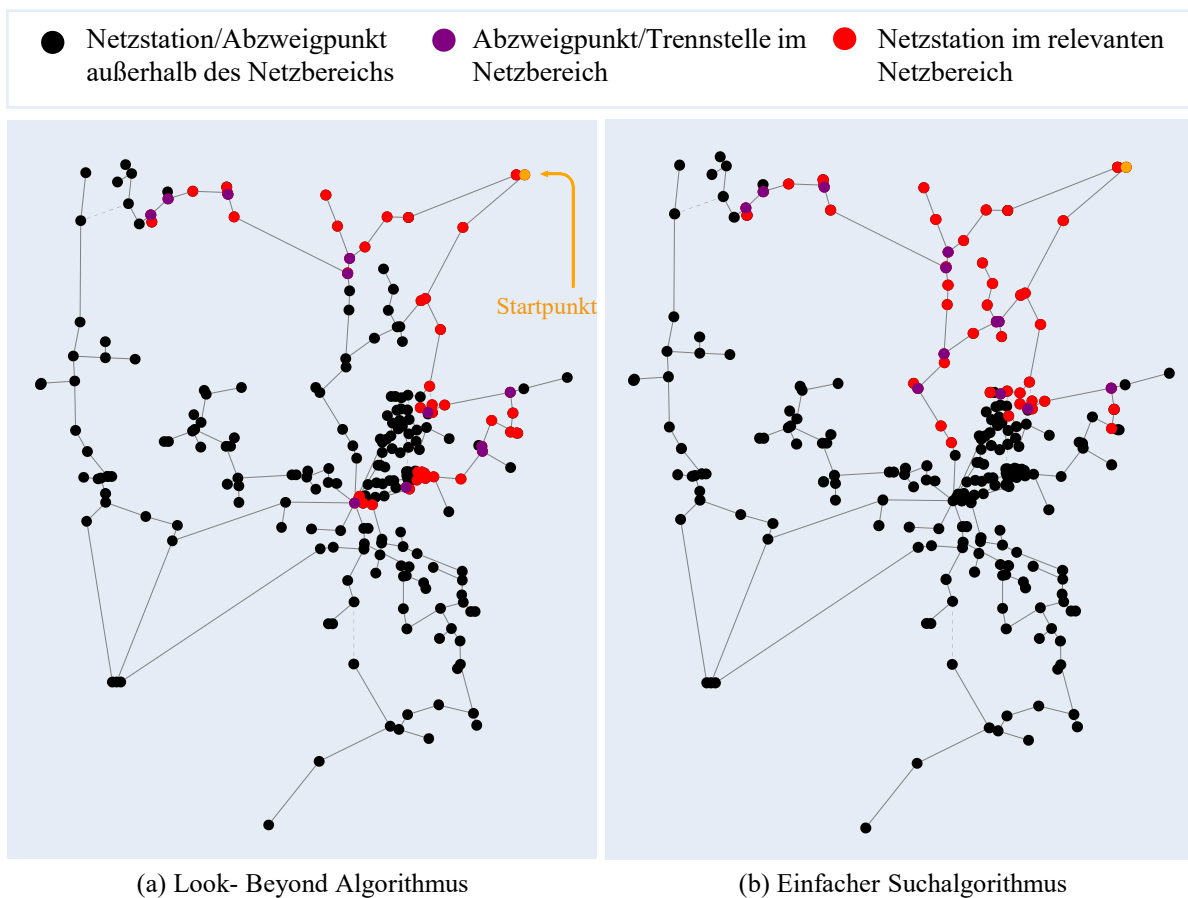 Netzstation/Abzweigpunkt
außerhalb des Netzbereichs
Abzweigpunkt/Trennstelle im
Netzbereich
Netzstation im relevanten
Netzbereich
Startpunkt
(a) Look- Beyond Algorithmus
(b) Einfacher Suchalgorithmus